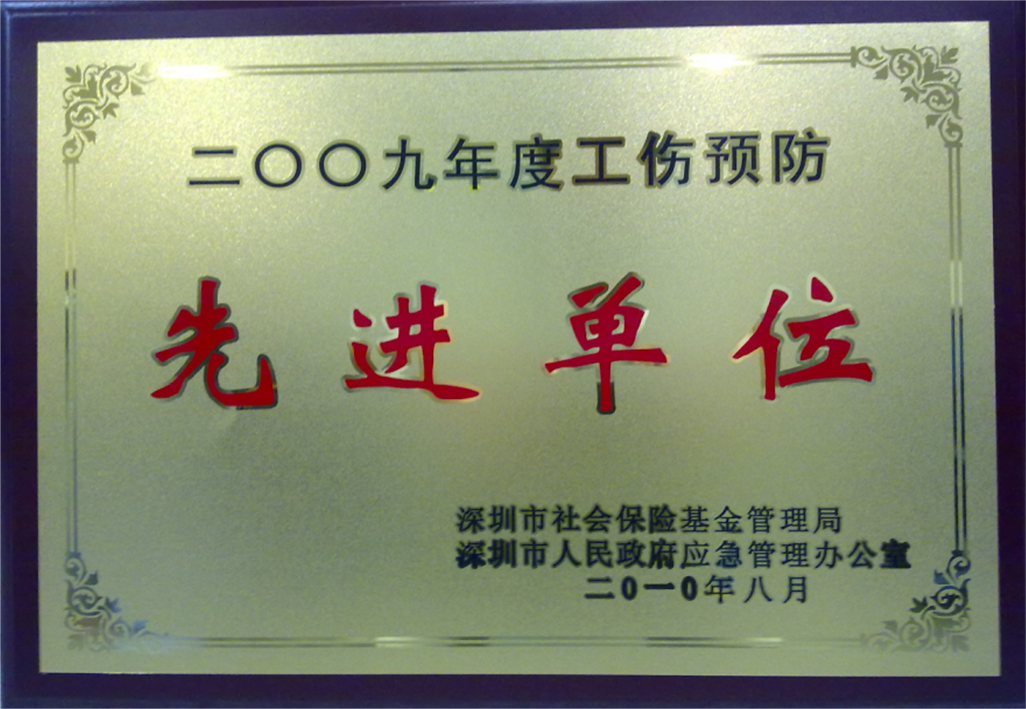 二〇〇九年度工伤预防
先进单位
深圳市社会保险基金管理局
深圳市人民政府应急管理办公室
二0一0年八月